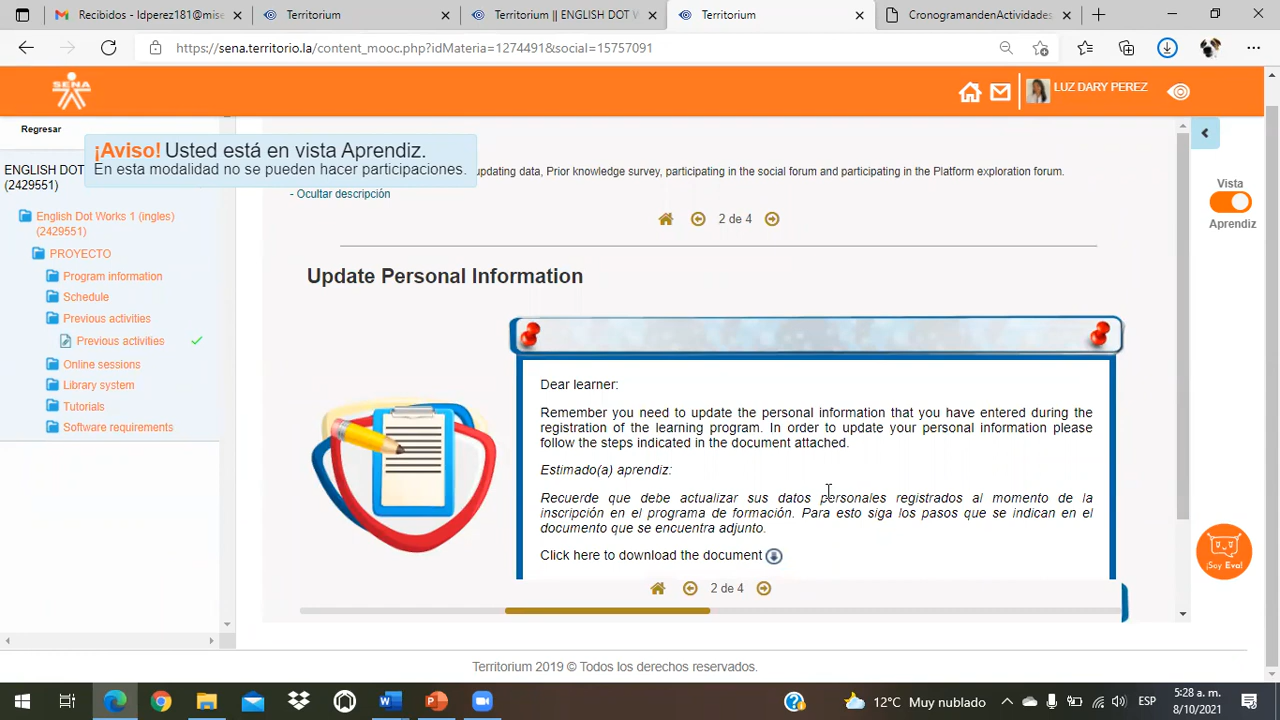 Recibidos - ldperez181@mise
Territorium
Territorium || ENGLISH DOT W
Territorium
CronogramandenActividades
https://sena.territorio.la/content_mooc.php?idMateria=1274491&social=15757091
SENA
LUZ DARY PEREZ
Regresar
¡Aviso! Usted está en vista Aprendiz.
En esta modalidad no se pueden hacer participaciones.
updating data, Prior knowledge survey, participating in the social forum and participating in the Platform exploration forum.
- Ocultar descripción
2 de 4
ENGLISH DOT
(2429551)
English Dot Works 1 (ingles)
(2429551)
PROYECTO
Program information
Schedule
Previous activities
Previous activities
Online sessions
Library system
Tutorials
Software requirements
Vista
Aprendiz
Update Personal Information
Dear learner:
Remember you need to update the personal information that you have entered during the
registration of the learning program. In order to update your personal information please
follow the steps indicated in the document attached.
Estimado(a) aprendiz:
Recuerde que debe actualizar sus datos personales registrados al momento de la
inscripción en el programa de formación. Para esto siga los pasos que se indican en el
documento que se encuentra adjunto.
Click here to download the document
2 de 4
¡Soy Eva!
Territorium 2019 © Todos los derechos reservados.
12°C Muy nublado
ESP
5:28 a. m.
8/10/2021